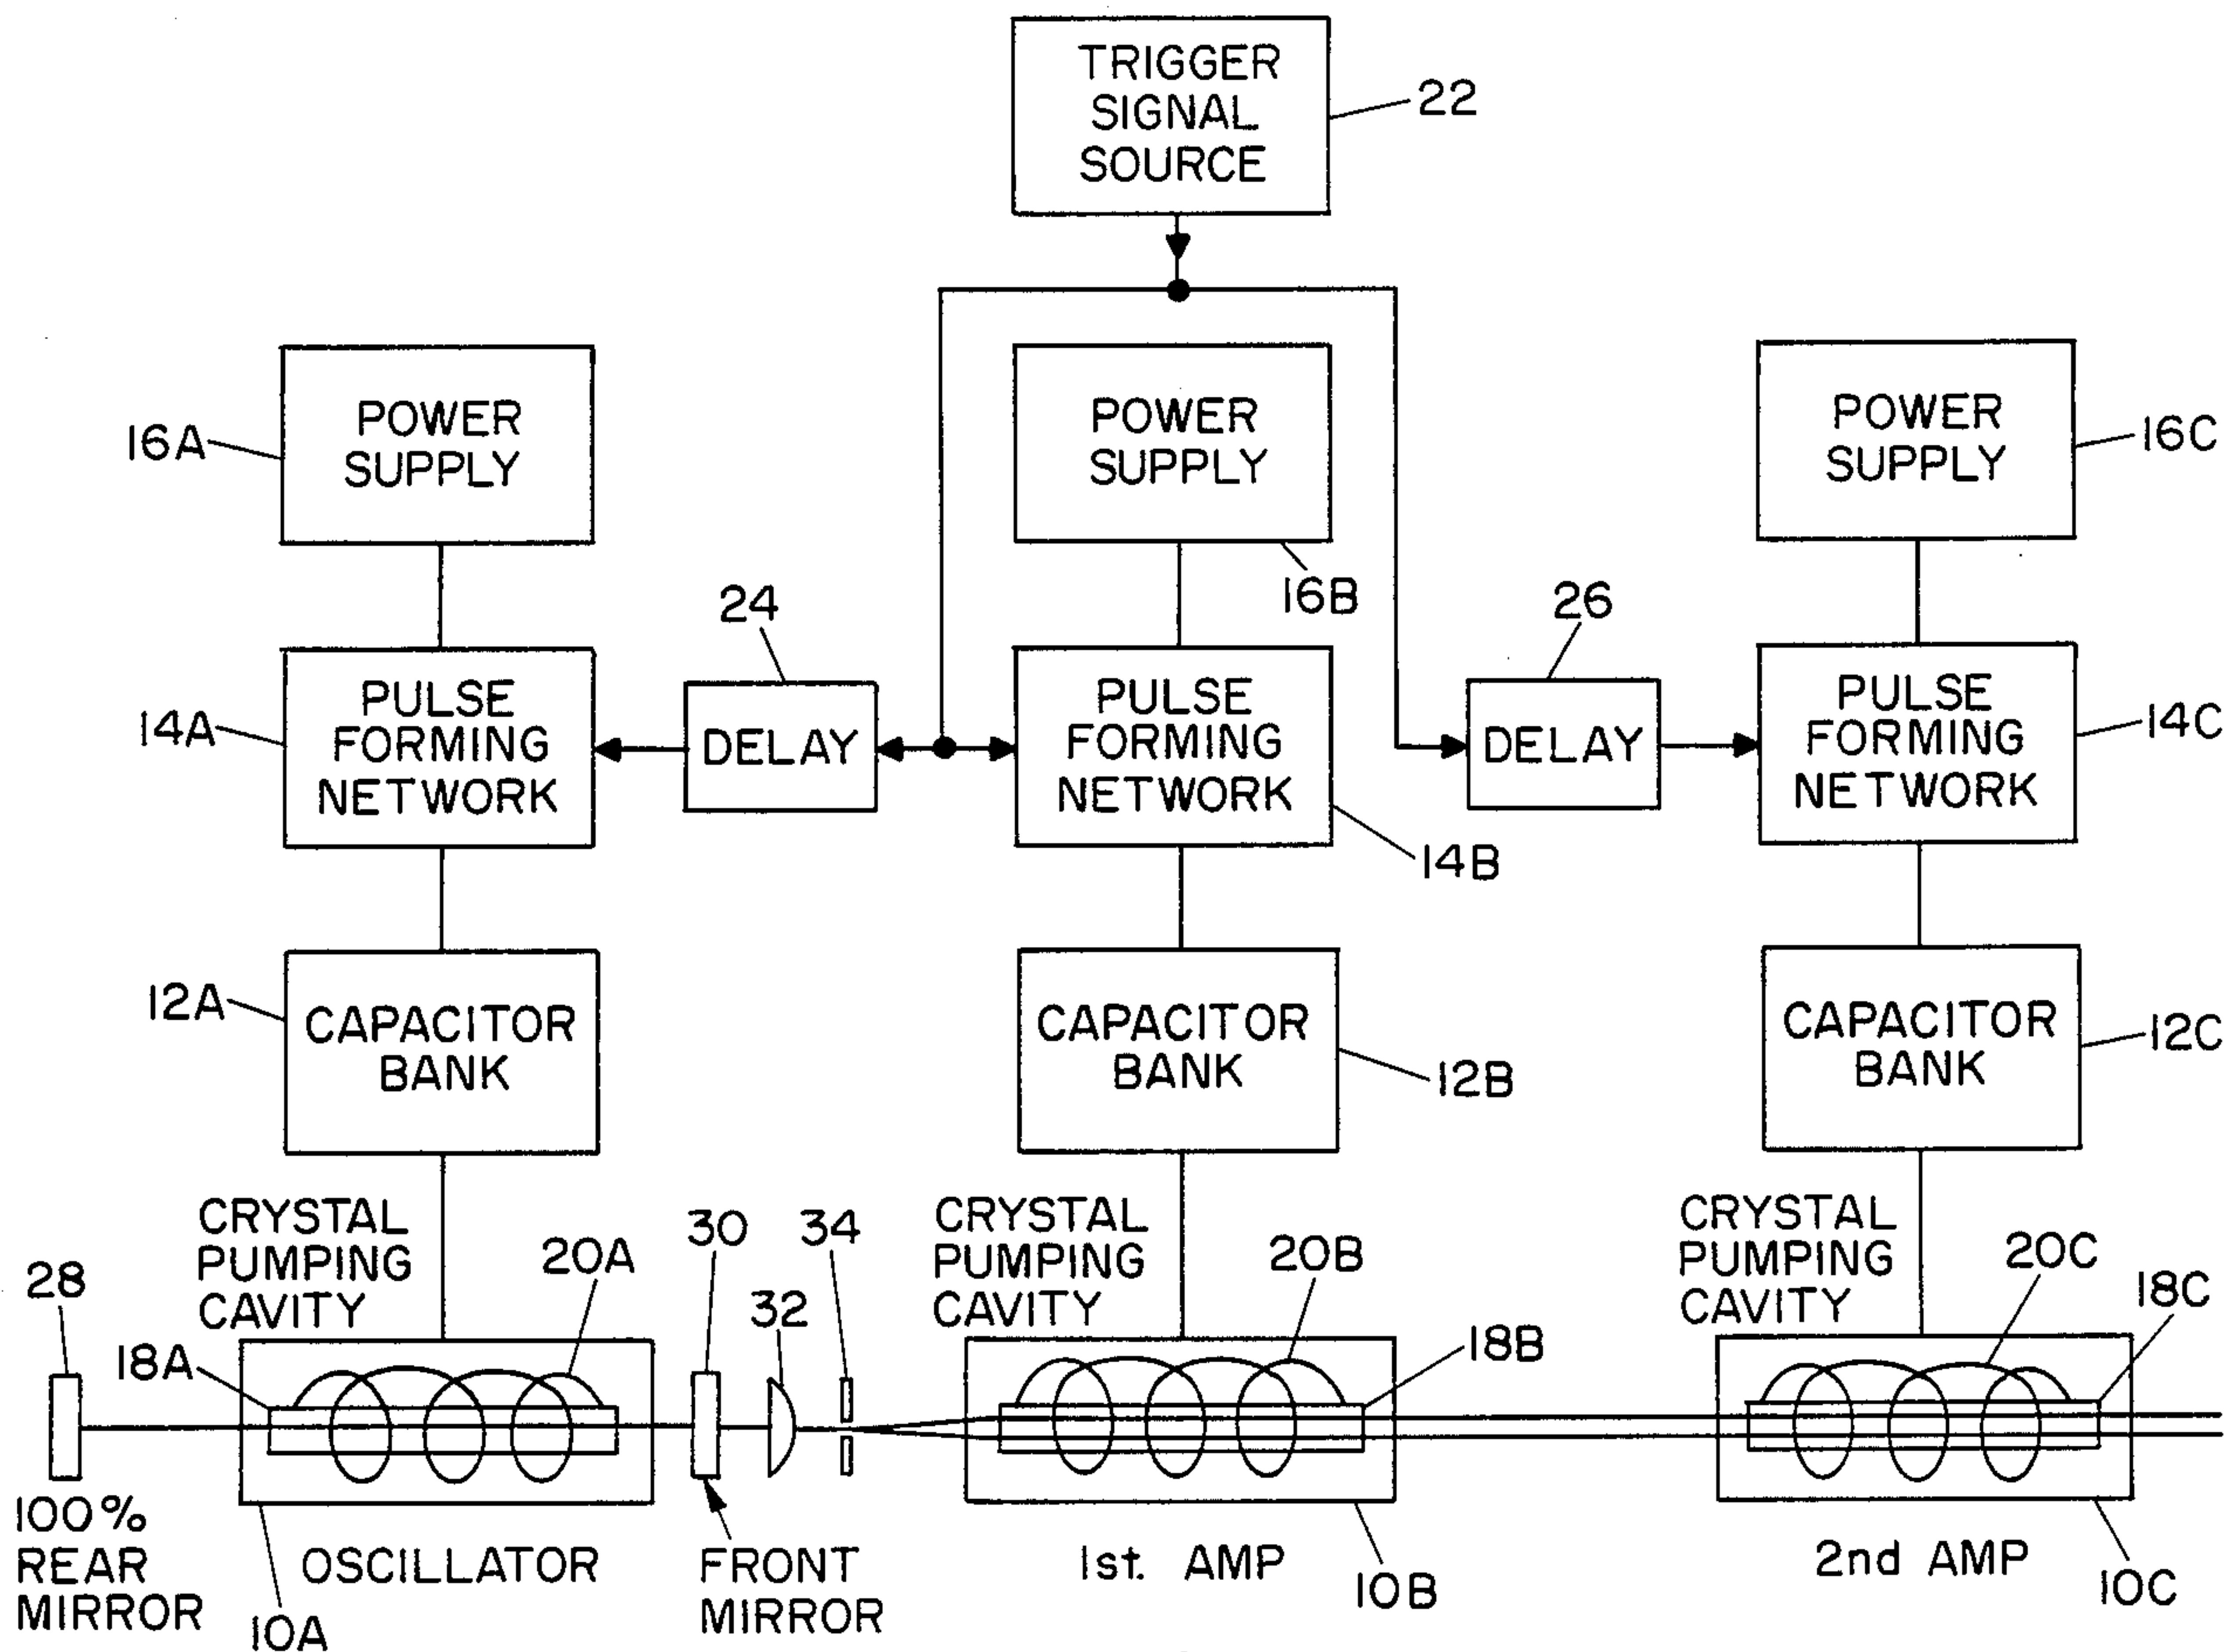 TRIGGER
SIGNAL
SOURCE
22
POWER
SUPPLY
16A
POWER
SUPPLY
16B
POWER
SUPPLY
16C
24
26
PULSE
FORMING
NETWORK
14A
DELAY
PULSE
FORMING
NETWORK
14B
DELAY
PULSE
FORMING
NETWORK
14C
12A
CAPACITOR
BANK
CAPACITOR
BANK
12B
CAPACITOR
BANK
12C
CRYSTAL
PUMPING
CAVITY
20A
28
18A
30
32
34
CRYSTAL
PUMPING
CAVITY
20B
18B
CRYSTAL
PUMPING
CAVITY
20C
18C
100%
REAR
MIRROR
10A
OSCILLATOR
FRONT
MIRROR
1st. AMP
10B
2nd AMP
10C